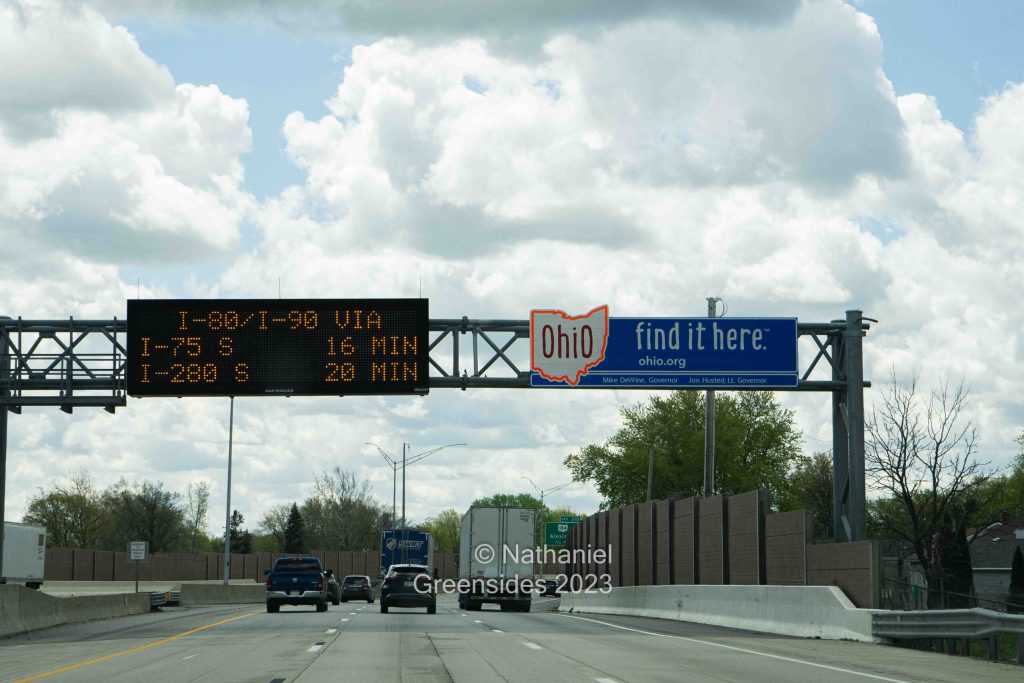 I-80/I-90 VIA
I-75 S 16 MIN
I-280 S 20 MIN
OhiO
find it here.™
ohio.org
Mike DeWine, Governor Jon Husted, Lt. Governor
© Nathaniel
Greensides 2023